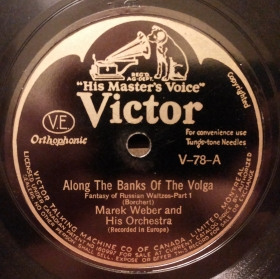 REG'D
"His Master's Voice"
Victor
V.E.
Orthophonic
For convenience use
Tungs-tone Needles
V-78-A
Along The Banks Of The Volga
Fantasy of Russian Waltzes-Part 1
(Borchert)
Marek Weber and
His Orchestra
(Recorded in Europe)
VICTOR TALKING MACHINE CO OF CANADA LIMITED
MONTREAL
Copyrighted